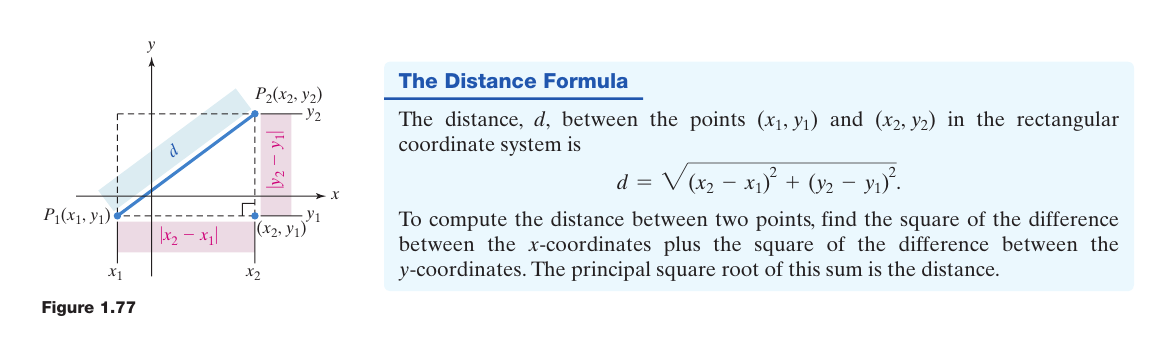 y
P₂(x₂, y₂)
y₂
d
|y₂ − y₁|
x
P₁(x₁, y₁)
y₁
(x₂, y₁)
|x₂ − x₁|
x₁
x₂
Figure 1.77
The Distance Formula
The distance, d, between the points (x₁, y₁) and (x₂, y₂) in the rectangular
coordinate system is
d = √(x₂ − x₁)² + (y₂ − y₁)².
To compute the distance between two points, find the square of the difference
between the x-coordinates plus the square of the difference between the
y-coordinates. The principal square root of this sum is the distance.